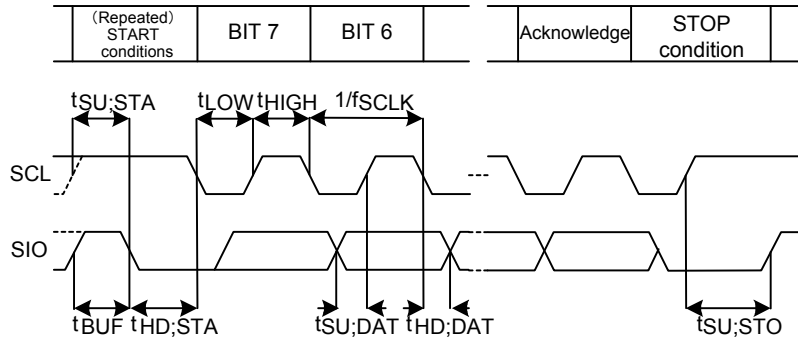 (Repeated)
START
conditions
BIT 7
BIT 6
Acknowledge
STOP
condition
tSU;STA
tLOW
tHIGH
1/fSCLK
SCL
SIO
tBUF
tHD;STA
tSU;DAT
tHD;DAT
tSU;STO